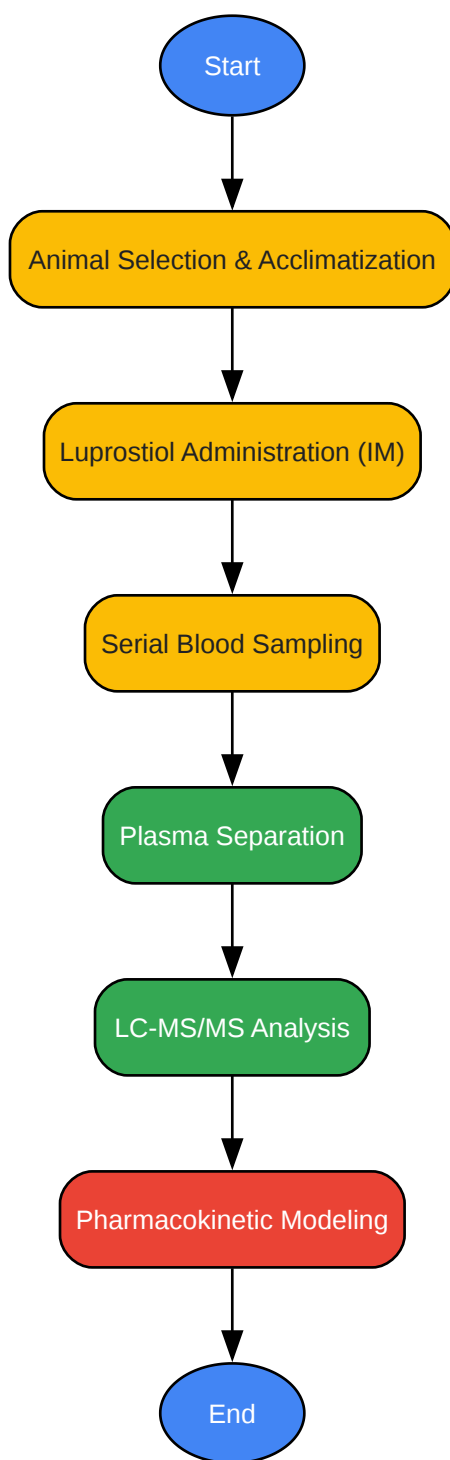 Start
Animal Selection & Acclimatization
Luprostiol Administration (IM)
Serial Blood Sampling
Plasma Separation
LC-MS/MS Analysis
Pharmacokinetic Modeling
End